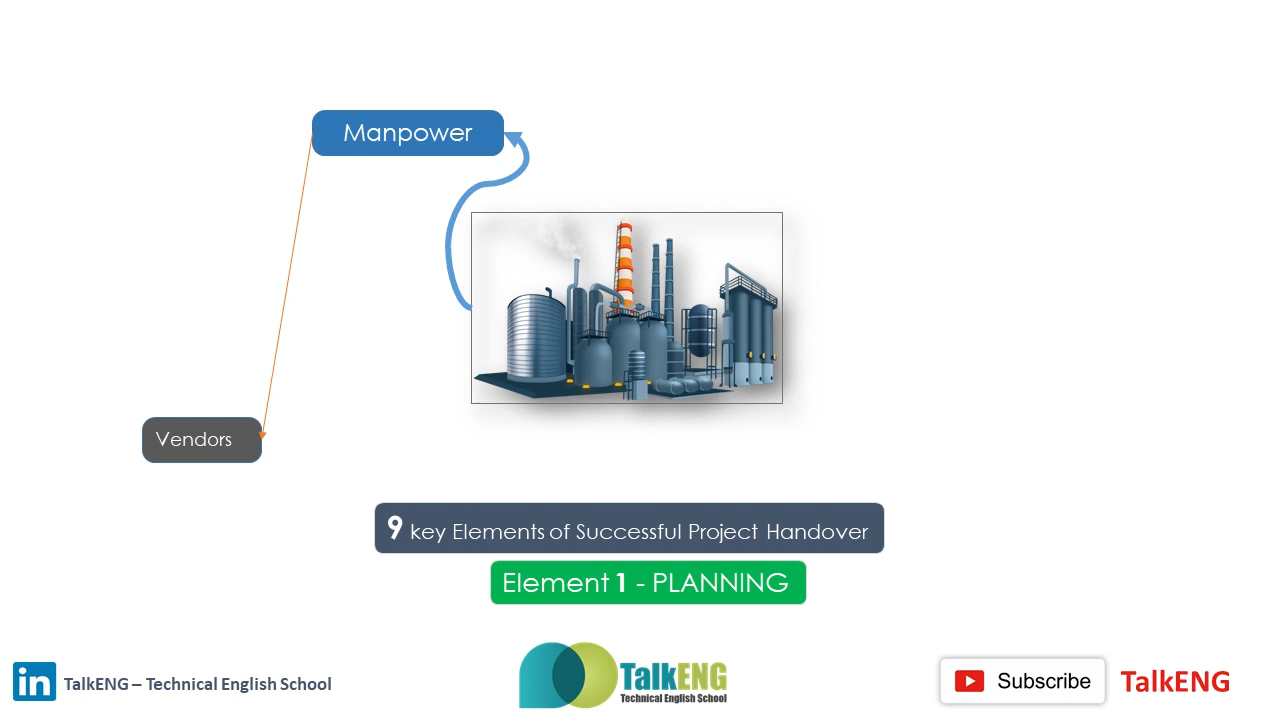 Manpower
Vendors
9 key Elements of Successful Project Handover
Element 1 - PLANNING
in TalkENG – Technical English School
TalkENG
Technical English School
Subscribe TalkENG